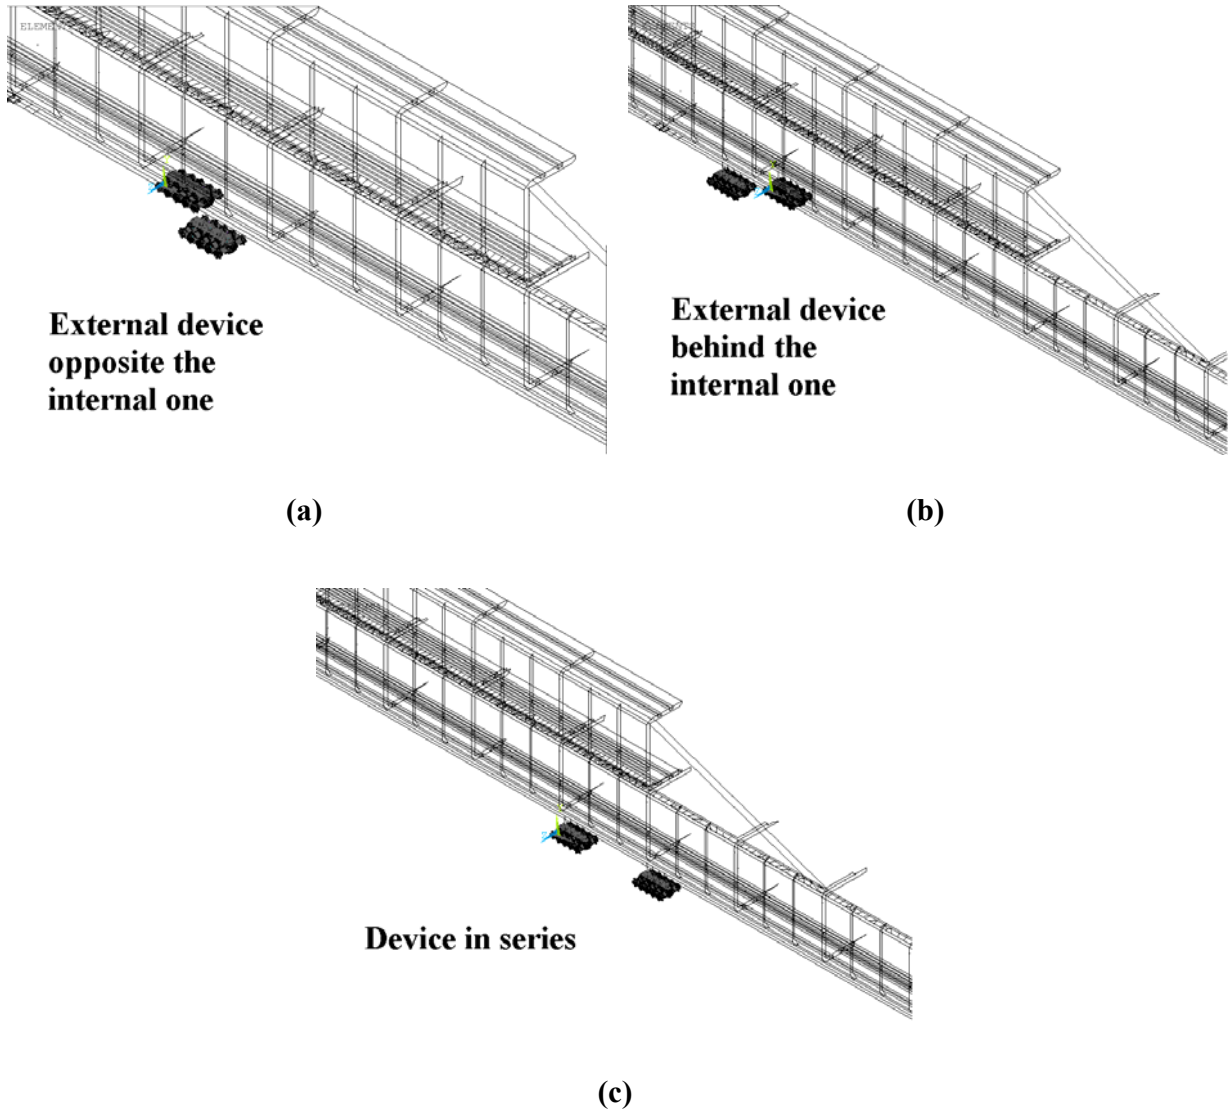 External device
opposite the
internal one
External device
behind the
internal one
(a)
(b)
Device in series
(c)